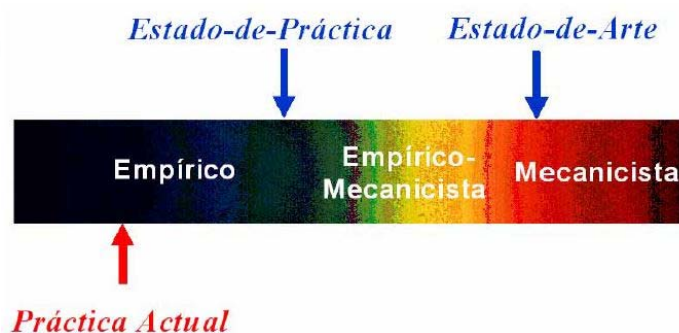 Estado-de-Práctica
Estado-de-Arte
Empírico
Empírico-
Mecanicista
Mecanicista
Práctica Actual